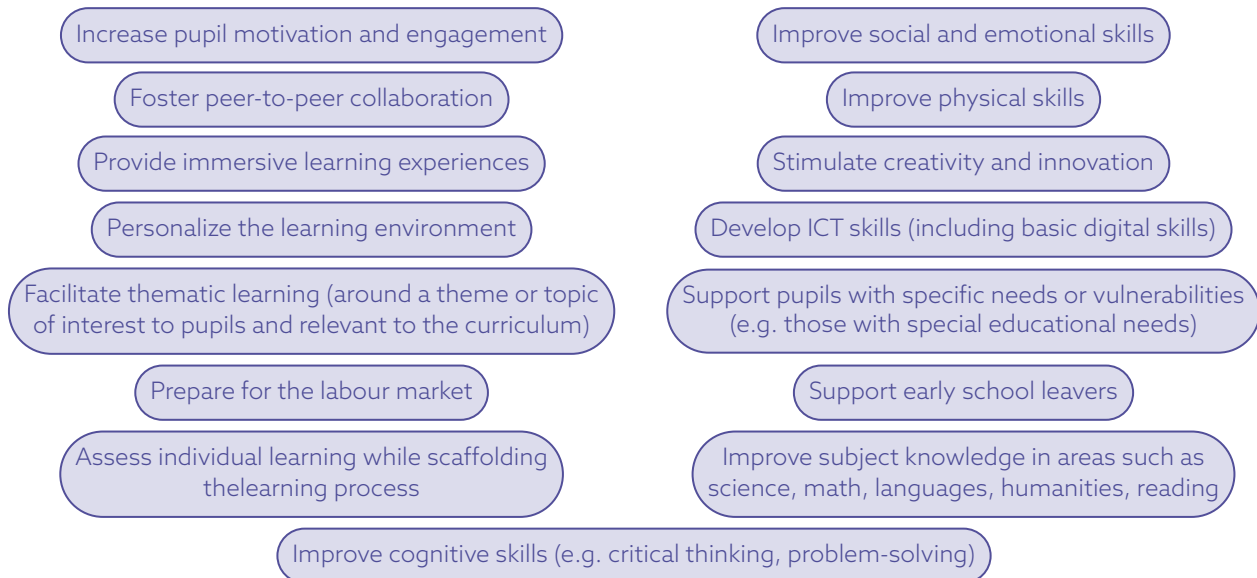 Increase pupil motivation and engagement
Improve social and emotional skills
Foster peer-to-peer collaboration
Improve physical skills
Provide immersive learning experiences
Stimulate creativity and innovation
Personalize the learning environment
Develop ICT skills (including basic digital skills)
Facilitate thematic learning (around a theme or topic
of interest to pupils and relevant to the curriculum)
Support pupils with specific needs or vulnerabilities
(e.g. those with special educational needs)
Prepare for the labour market
Support early school leavers
Assess individual learning while scaffolding
thelearning process
Improve subject knowledge in areas such as
science, math, languages, humanities, reading
Improve cognitive skills (e.g. critical thinking, problem-solving)